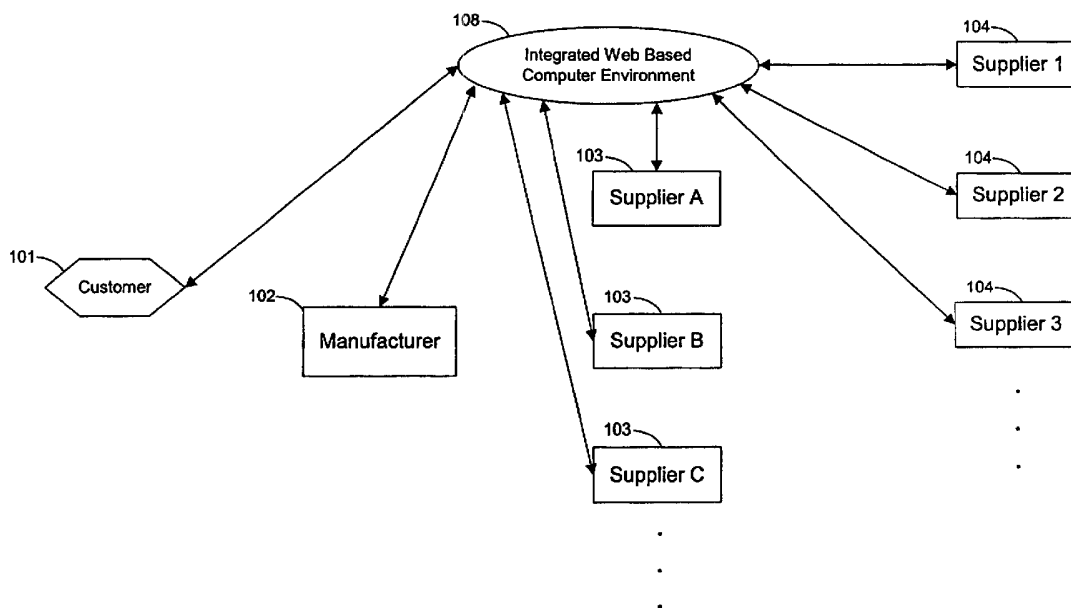 108
Integrated Web Based
Computer Environment
104
Supplier 1
103
Supplier A
104
Supplier 2
101
Customer
102
Manufacturer
103
Supplier B
104
Supplier 3
103
Supplier C